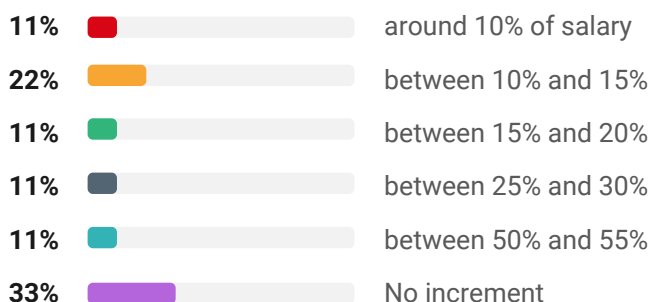 11% around 10% of salary
22% between 10% and 15%
11% between 15% and 20%
11% between 25% and 30%
11% between 50% and 55%
33% No increment